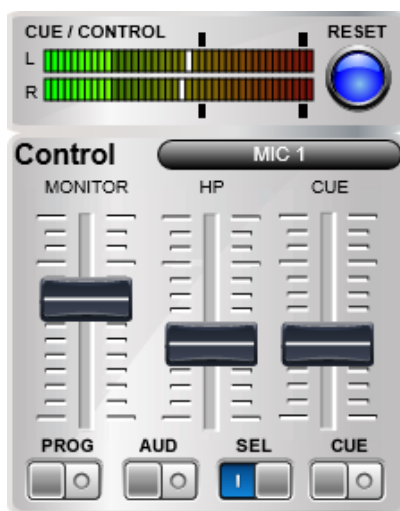 CUE / CONTROL RESET
L
R
Control MIC 1
MONITOR HP CUE
PROG AUD SEL CUE